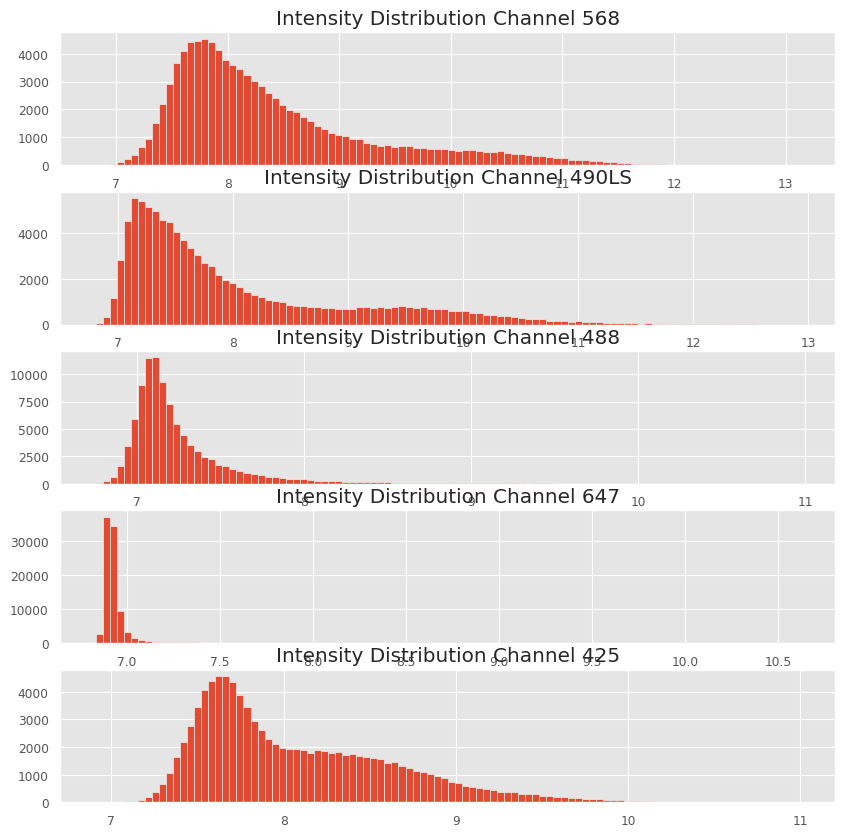 Intensity Distribution Channel 568
4000
3000
2000
1000
0
7 8 9 10 11 12 13
Intensity Distribution Channel 490LS
4000
2000
0
7 8 9 10 11 12 13
Intensity Distribution Channel 488
10000
7500
5000
2500
0
7 8 9 10 11
Intensity Distribution Channel 647
30000
20000
10000
0
7.0 7.5 8.0 8.5 9.0 9.5 10.0 10.5
Intensity Distribution Channel 425
4000
3000
2000
1000
0
7 8 9 10 11